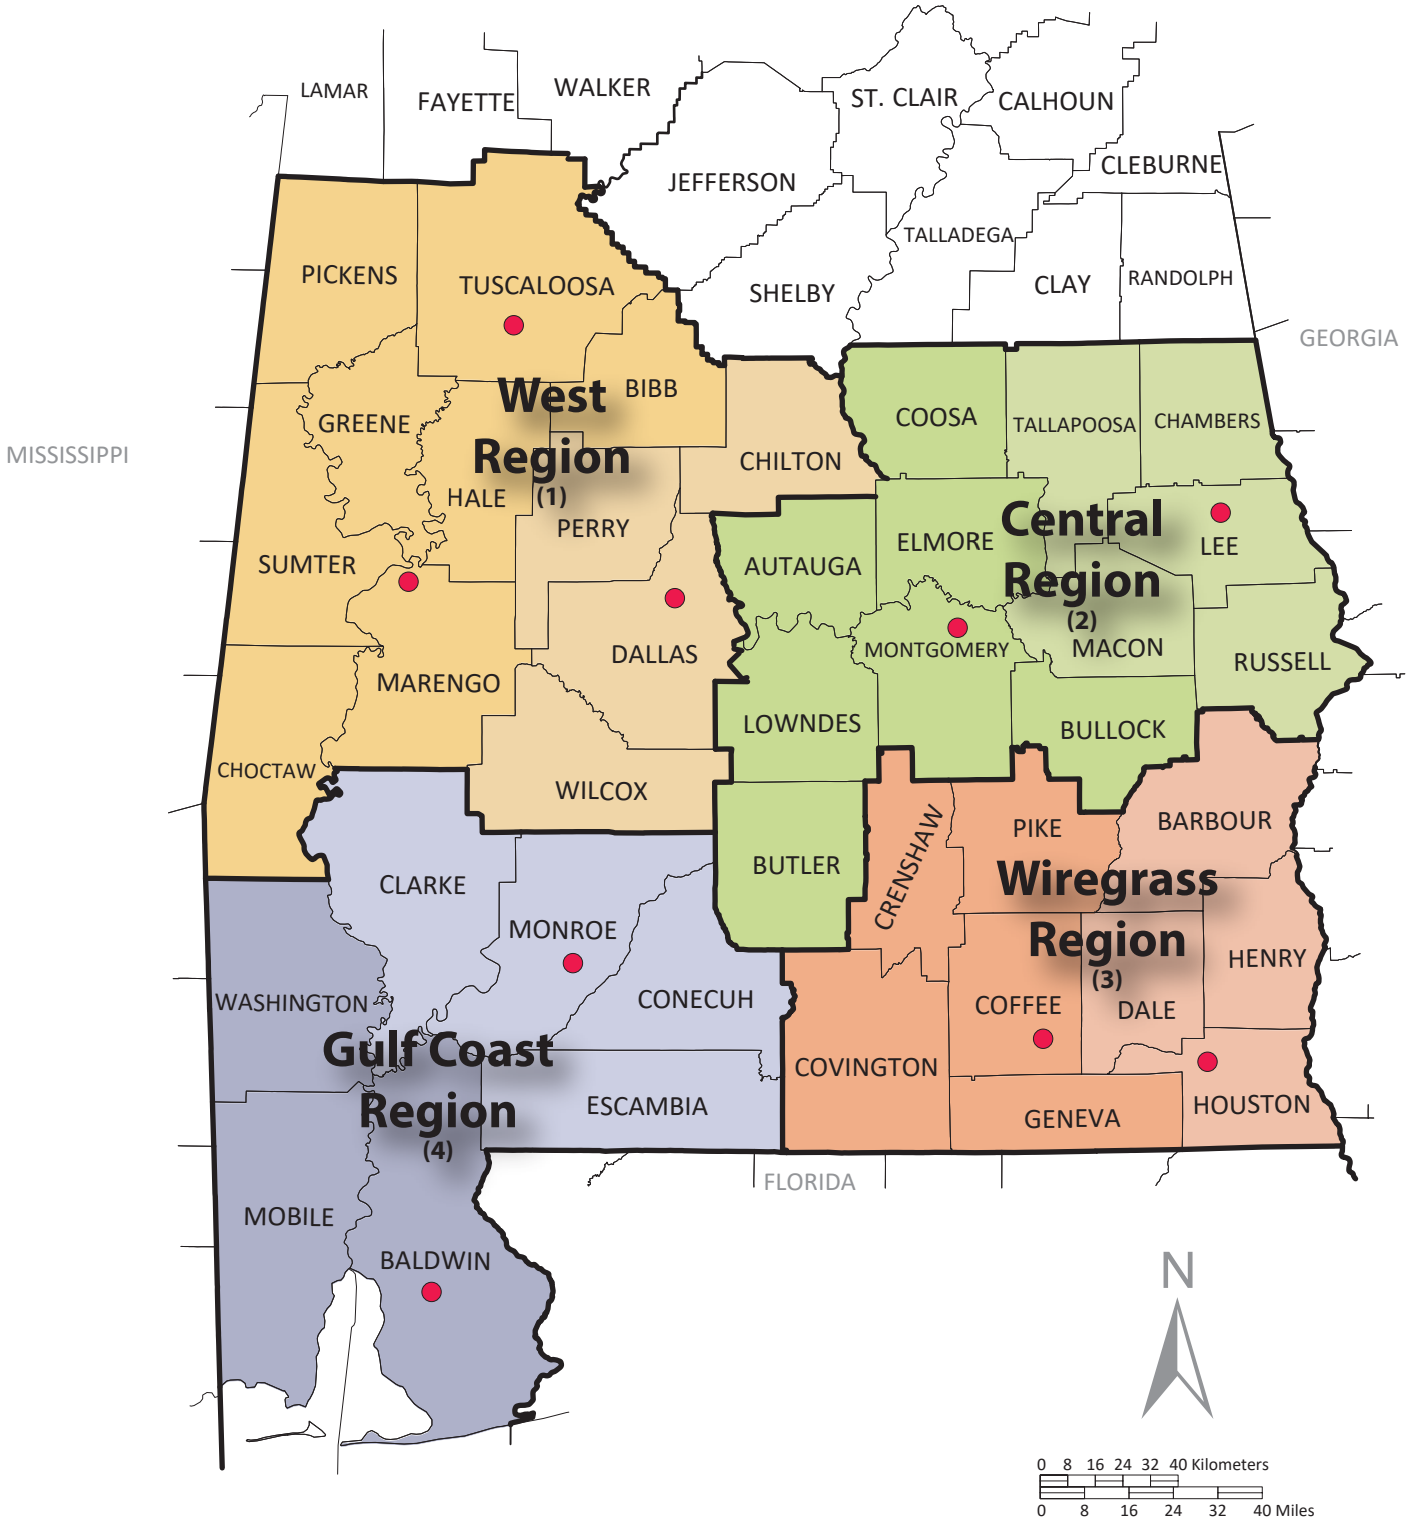 LAMAR
FAYETTE
WALKER
ST. CLAIR
CALHOUN
CLEBURNE
JEFFERSON
TALLADEGA
SHELBY
CLAY
RANDOLPH
GEORGIA
PICKENS
TUSCALOOSA
BIBB
West
Region
(1)
GREENE
HALE
CHILTON
PERRY
MISSISSIPPI
SUMTER
DALLAS
MARENGO
CHOCTAW
WILCOX
COOSA
TALLAPOOSA
CHAMBERS
ELMORE
Central
Region
(2)
LEE
AUTAUGA
MONTGOMERY
MACON
RUSSELL
LOWNDES
BULLOCK
BUTLER
CRENSHAW
PIKE
BARBOUR
Wiregrass
Region
(3)
HENRY
COFFEE
DALE
COVINGTON
GENEVA
HOUSTON
CLARKE
MONROE
CONECUH
WASHINGTON
Gulf Coast
Region
(4)
ESCAMBIA
MOBILE
BALDWIN
FLORIDA
N
0 8 16 24 32 40 Kilometers
0 8 16 24 32 40 Miles